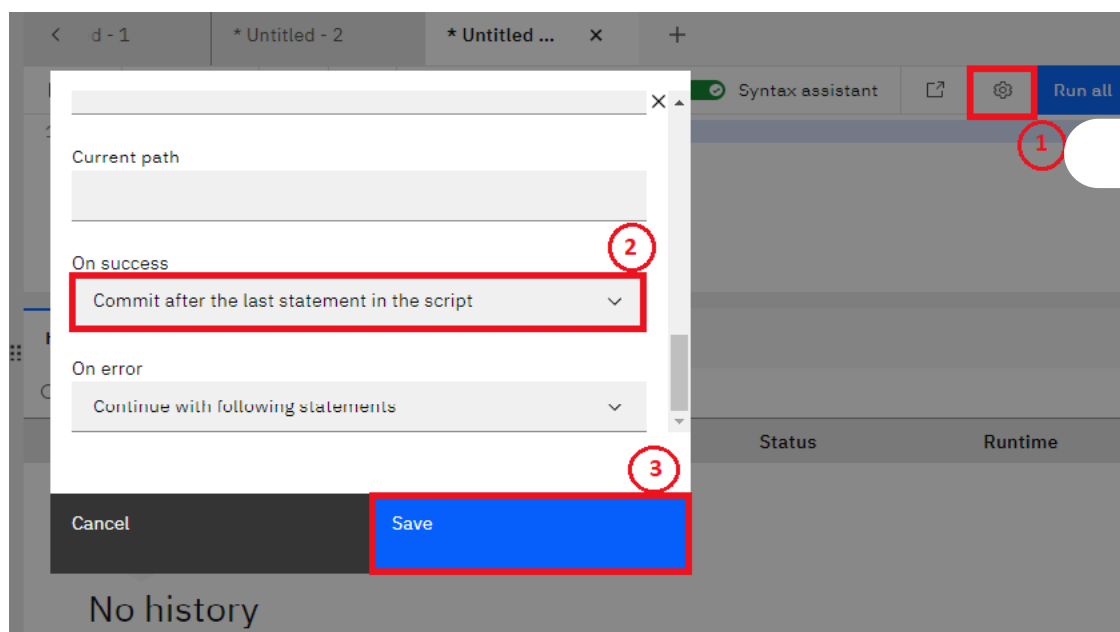 d - 1
* Untitled - 2
* Untitled ...
Syntax assistant
Run all
1
Current path
2
On success
Commit after the last statement in the script
On error
Continue with following statements
Status
Runtime
3
Cancel
Save
No history